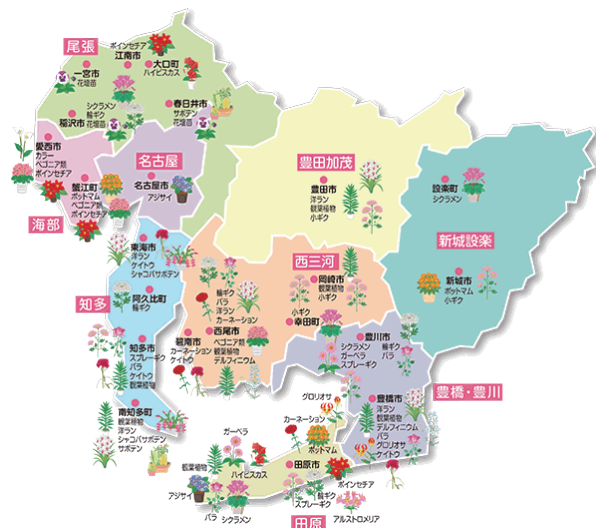 尾張
ポインセチア
江南市
大口町
ハイビスカス
一宮市
花壇苗
シクラメン
輪ギク
花壇苗
稲沢市
春日井市
サボテン
花壇苗
愛西市
カラー
ベゴニア類
ポインセチア
名古屋
名古屋市
アジサイ
蟹江町
ポットマム
ベゴニア類
ポインセチア
海部
豊田加茂
豊田市
洋ラン
観葉植物
小ギク
設楽町
シクラメン
新城設楽
新城市
ポットマム
小ギク
東海市
洋ラン
ケイトウ
シャコバサボテン
知多
阿久比町
輪ギク
知多市
スプレーギク
バラ
ケイトウ
観葉植物
南知多町
観葉植物
洋ラン
シャコバサボテン
サボテン
西三河
岡崎市
観葉植物
小ギク
小ギク
幸田町
輪ギク
バラ
洋ラン
カーネーション
碧南市
カーネーション
ケイトウ
西尾市
ベゴニア類
観葉植物
デルフィニウム
豊川市
シクラメン
ガーベラ
スプレーギク
輪ギク
バラ
豊橋・豊川
豊橋市
洋ラン
観葉植物
デルフィニウム
バラ
グロリオサ
ケイトウ
グロリオサ
カーネーション
ガーベラ
ポットマム
観葉植物
ハイビスカス
田原市
アジサイ
バラ
シクラメン
輪ギク
スプレーギク
ポインセチア
アルストロメリア
田原